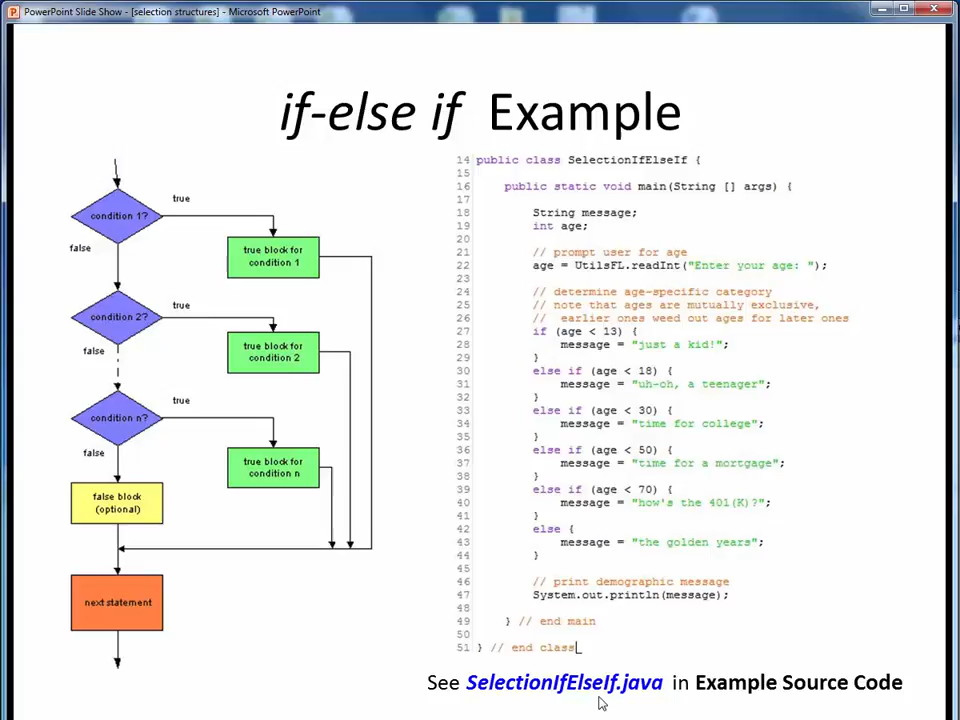 PowerPoint Slide Show - [selection structures] - Microsoft PowerPoint
if-else if Example
condition 1?
true
false
true block for
condition 1
condition 2?
true
false
true block for
condition 2
condition n?
true
false
true block for
condition n
false block
(optional)
next statement
14 public class SelectionIfElseIf {
15
16 public static void main(String [] args) {
17
18 String message;
19 int age;
20
21 // prompt user for age
22 age = UtilsFL.readInt("Enter your age: ");
23
24 // determine age-specific category
25 // note that ages are mutually exclusive,
26 // earlier ones weed out ages for later ones
27 if (age < 13) {
28 message = "just a kid!";
29 }
30 else if (age < 18) {
31 message = "uh-oh, a teenager";
32 }
33 else if (age < 30) {
34 message = "time for college";
35 }
36 else if (age < 50) {
37 message = "time for a mortgage";
38 }
39 else if (age < 70) {
40 message = "how's the 401(K)?";
41 }
42 else {
43 message = "the golden years";
44 }
45
46 // print demographic message
47 System.out.println(message);
48
49 } // end main
50
51 } // end class
See SelectionIfElseIf.java in Example Source Code